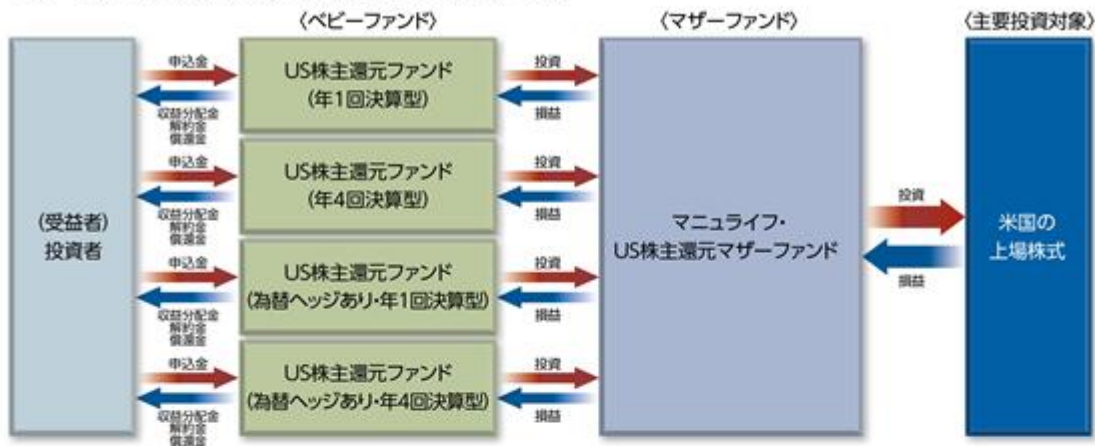 〈ベビーファンド〉
〈マザーファンド〉
〈主要投資対象〉
(受益者)
投資者
申込金
収益分配金
解約金
償還金
US株主還元ファンド
(年1回決算型)
投資
損益
申込金
収益分配金
解約金
償還金
US株主還元ファンド
(年4回決算型)
投資
損益
申込金
収益分配金
解約金
償還金
US株主還元ファンド
(為替ヘッジあり・年1回決算型)
投資
損益
申込金
収益分配金
解約金
償還金
US株主還元ファンド
(為替ヘッジあり・年4回決算型)
投資
損益
マニュライフ・
US株主還元マザーファンド
投資
損益
米国の
上場株式